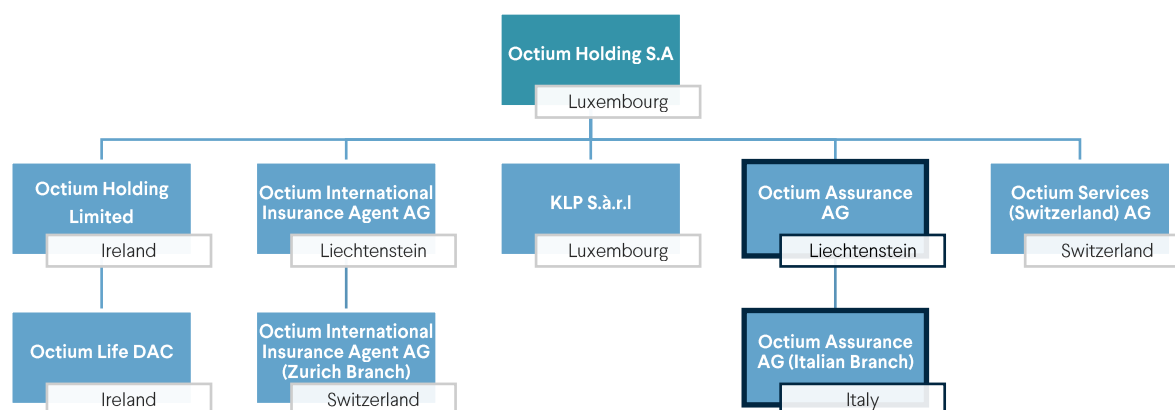 Octium Holding S.A
Luxembourg
Octium Holding
Limited
Ireland
Octium International
Insurance Agent AG
Liechtenstein
KLP S.à.r.l
Luxembourg
Octium Assurance
AG
Liechtenstein
Octium Services
(Switzerland) AG
Switzerland
Octium Life DAC
Ireland
Octium International
Insurance Agent AG
(Zurich Branch)
Switzerland
Octium Assurance
AG (Italian Branch)
Italy